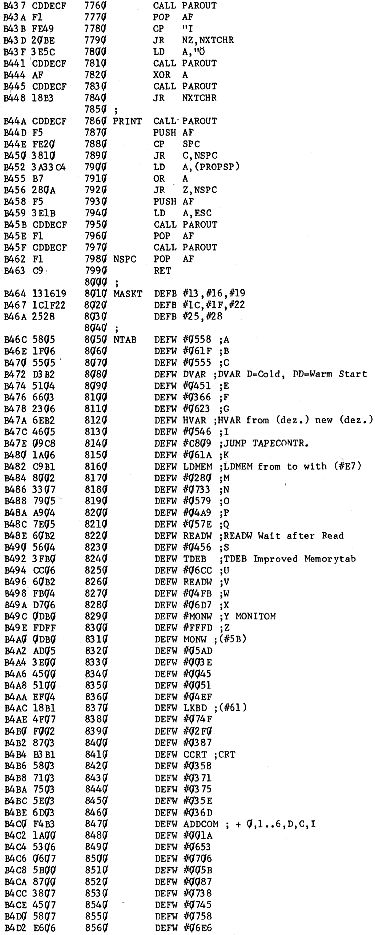 B437 CDDECF 7760 CALL PAROUT
B43A F1 7770 POP AF
B43B FE49 7780 CP "I
B43D 20BE 7790 JR NZ,NXTCHR
B43F 3E5C 7800 LD A,"Ö
B441 CDDECF 7810 CALL PAROUT
B444 AF 7820 XOR A
B445 CDDECF 7830 CALL PAROUT
B448 18B3 7840 JR NXTCHR
7850 ;
B44A CDDECF 7860 PRINT CALL PAROUT
B44D F5 7870 PUSH AF
B44E FE20 7880 CP SPC
B450 3810 7890 JR C,NSPC
B452 3A33C4 7900 LD A,(PROPSP)
B455 B7 7910 OR A
B456 280A 7920 JR Z,NSPC
B458 F5 7930 PUSH AF
B459 3E1B 7940 LD A,ESC
B45B CDDECF 7950 CALL PAROUT
B45E F1 7960 POP AF
B45F CDDECF 7970 CALL PAROUT
B462 F1 7980 NSPC POP AF
B463 C9 7990 RET
8000 ;
B464 131619 8010 MASKT DEFB #13,#16,#19
B467 1C1F22 8020 DEFB #1C,#1F,#22
B46A 2528 8030 DEFB #25,#28
8040 ;
B46C 5805 8050 NTAB DEFW #0558 ;A
B46E 1F06 8060 DEFW #061F ;B
B470 5505 8070 DEFW #0555 ;C
B472 D3B2 8080 DEFW DVAR ;DVAR D=Cold, DD=Warm Start
B474 5104 8090 DEFW #0451 ;E
B476 6603 8100 DEFW #0366 ;F
B478 2306 8110 DEFW #0623 ;G
B47A 6EB2 8120 DEFW HVAR ;HVAR from (dez.) new (dez.)
B47C 4605 8130 DEFW #0546 ;I
B47E 09C8 8140 DEFW #C809 ;JUMP TAPECONTR.
B480 1A06 8150 DEFW #061A ;K
B482 C9B1 8160 DEFW LDMEM ;LDMEM from to with (#E7)
B484 8002 8170 DEFW #0280 ;M
B486 3307 8180 DEFW #0733 ;N
B488 7905 8190 DEFW #0579 ;O
B48A A904 8200 DEFW #04A9 ;P
B48C 7E05 8210 DEFW #057E ;Q
B48E 60B2 8220 DEFW READW ;READW Wait after Read
B490 5604 8230 DEFW #0456 ;S
B492 3FB0 8240 DEFW TDEB ;TDEB Improved Memorytab
B494 CC06 8250 DEFW #06CC ;U
B496 60B2 8260 DEFW READW ;V
B498 FB04 8270 DEFW #04FB ;W
B49A D706 8280 DEFW #06D7 ;X
B49C 0DB0 8290 DEFW #MONW ;Y MONITOM
B49E FDFF 8300 DEFW #FFFD ;Z
B4A0 0DB0 8310 DEFW MONW ;(#5B)
B4A2 AD05 8320 DEFW #05AD
B4A4 3E00 8330 DEFW #003E
B4A6 4500 8340 DEFW #0045
B4A8 5100 8350 DEFW #0051
B4AA EF04 8360 DEFW #04EF
B4AC 18B1 8370 DEFW LKBD ;(#61)
B4AE 4F07 8380 DEFW #074F
B4B0 F002 8390 DEFW #02F0
B4B2 8703 8400 DEFW #0387
B4B4 B3B1 8410 DEFW CCRT ;CRT
B4B6 5B03 8420 DEFW #035B
B4B8 7103 8430 DEFW #0371
B4BA 7503 8440 DEFW #0375
B4BC 5E03 8450 DEFW #035E
B4BE 6D03 8460 DEFW #036D
B4C0 F4B3 8470 DEFW ADDCOM ; + 0,1..6,D,C,I
B4C2 1A00 8480 DEFW #001A
B4C4 5306 8490 DEFW #0653
B4C6 0607 8500 DEFW #0706
B4C8 5B00 8510 DEFW #005B
B4CA 8700 8520 DEFW #0087
B4CC 3807 8530 DEFW #0738
B4CE 4507 8540 DEFW #0745
B4D0 5807 8550 DEFW #0758
B4D2 E606 8560 DEFW #06E6